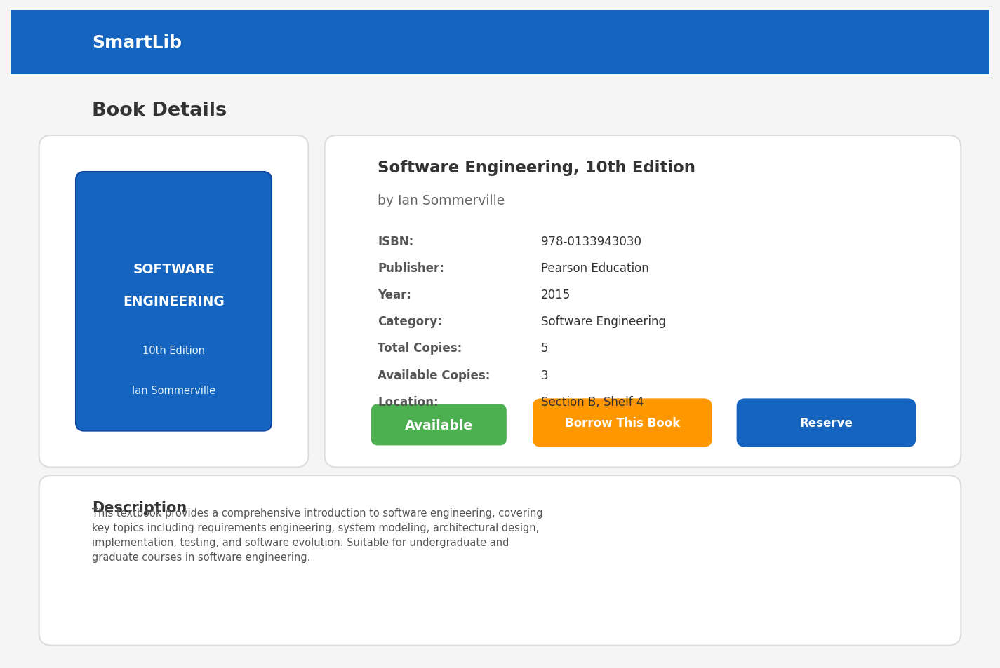 SmartLib
Book Details
SOFTWARE
ENGINEERING
10th Edition
Ian Sommerville
Software Engineering, 10th Edition
by Ian Sommerville
ISBN: 978-0133943030
Publisher: Pearson Education
Year: 2015
Category: Software Engineering
Total Copies: 5
Available Copies: 3
Location: Section B, Shelf 4
Available
Borrow This Book
Reserve
Description
This textbook provides a comprehensive introduction to software engineering, covering
key topics including requirements engineering, system modeling, architectural design,
implementation, testing, and software evolution. Suitable for undergraduate and
graduate courses in software engineering.